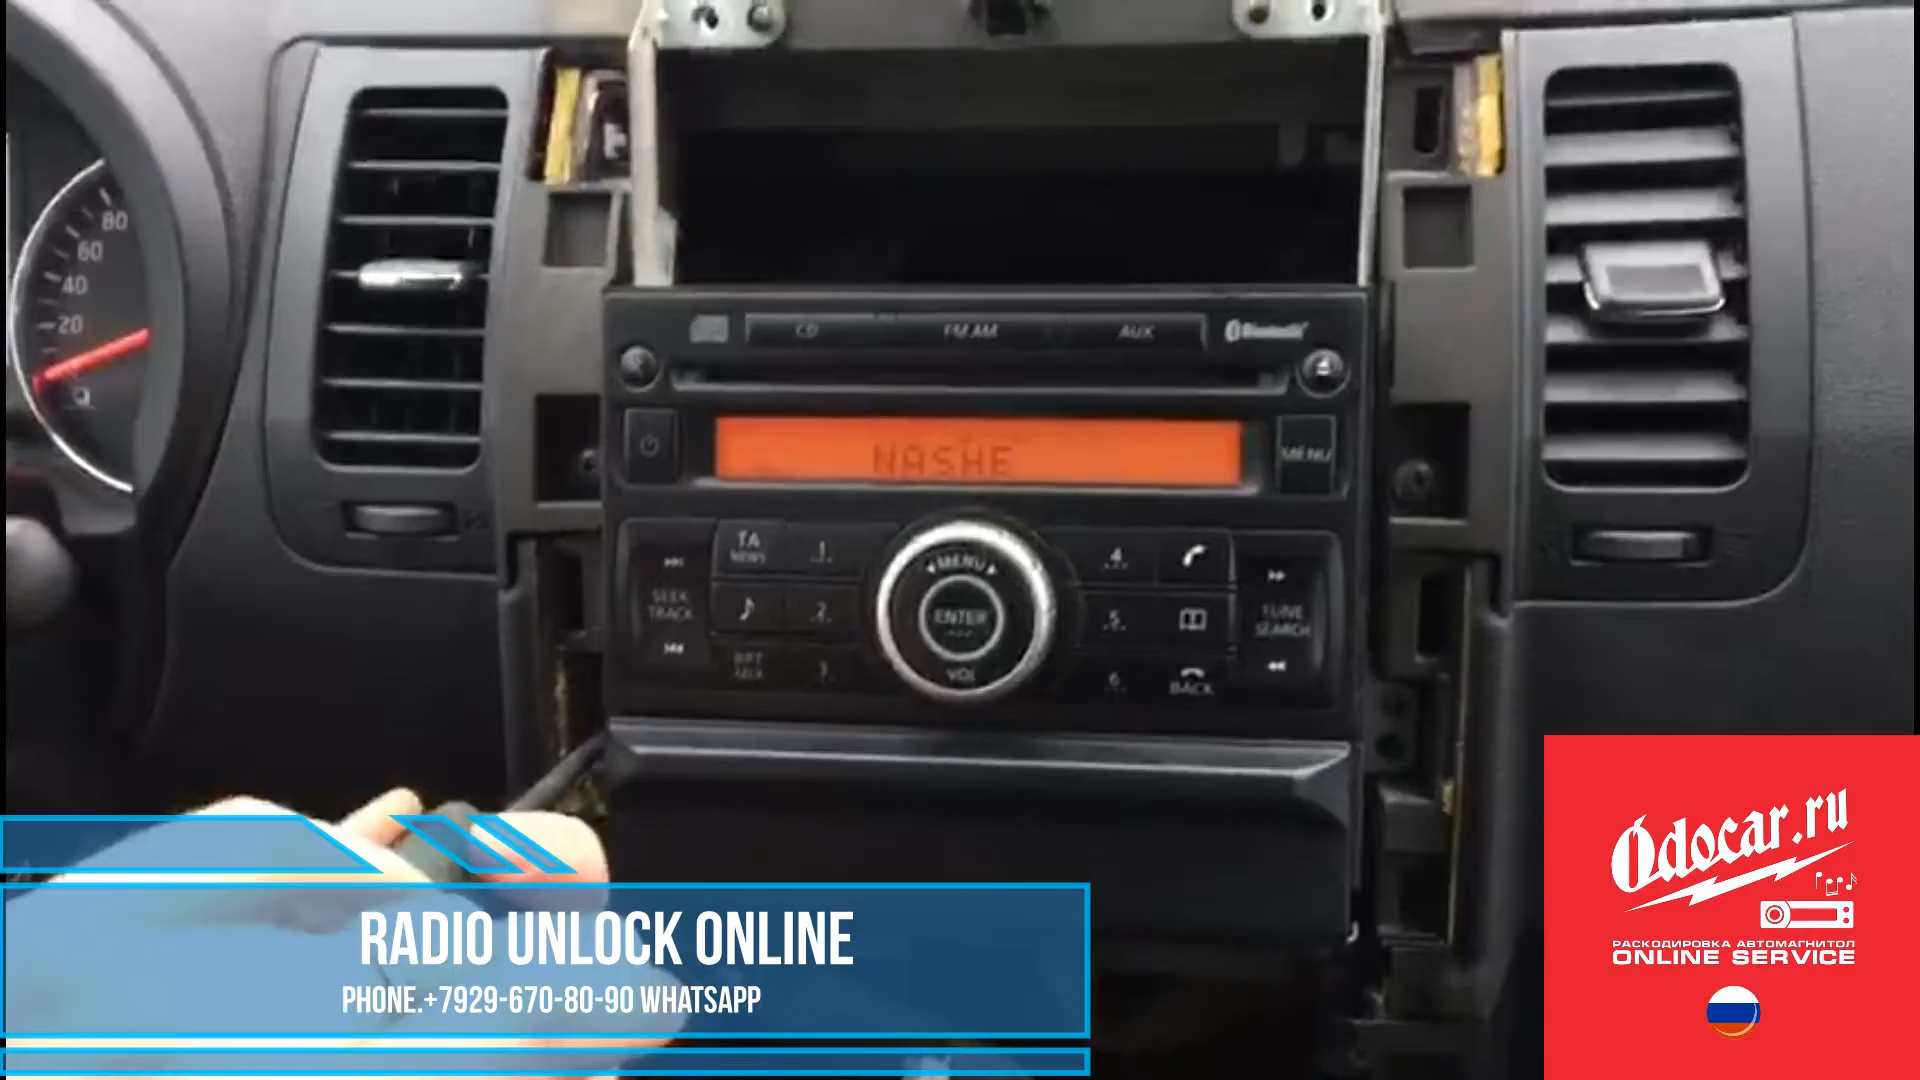 80
60
40
20
CD
FM AM
AUX
Bluetooth
NASHE
MENU
TA
NEWS
1
4
SEEK
TRACK
MENU
2
ENTER
5
TUNE
SEARCH
RPT
MIX
VOL
6
BACK
Odocar.ru
РАСКОДИРОВКА АВТОМАГНИТОЛ
ONLINE SERVICE
RADIO UNLOCK ONLINE
PHONE.+7929-670-80-90 WHATSAPP